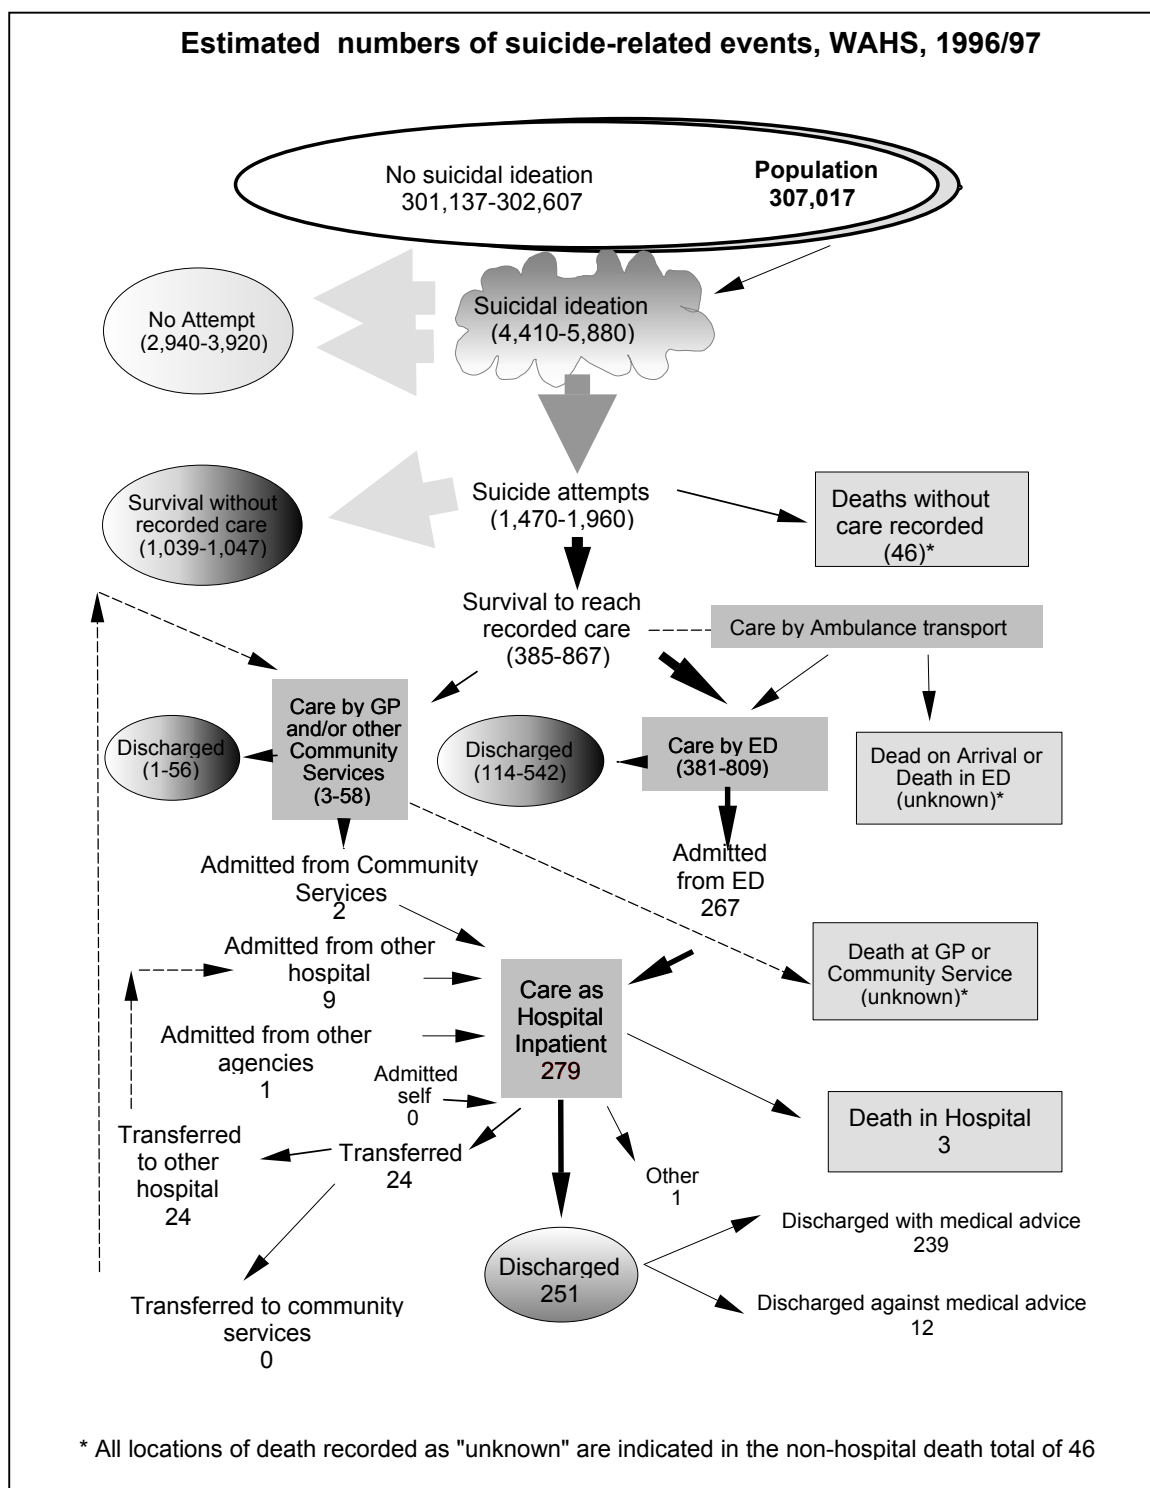 Estimated numbers of suicide-related events, WAHS, 1996/97
No suicidal ideation
301,137-302,607
Population
307,017
Suicidal ideation
(4,410-5,880)
No Attempt
(2,940-3,920)
Suicide attempts
(1,470-1,960)
Survival without
recorded care
(1,039-1,047)
Deaths without
care recorded
(46)*
Survival to reach
recorded care
(385-867)
Care by Ambulance transport
Care by GP
and/or other
Community
Services
(3-58)
Discharged
(1-56)
Discharged
(114-542)
Care by ED
(381-809)
Dead on Arrival or
Death in ED
(unknown)*
Admitted from Community
Services
2
Admitted
from ED
267
Admitted from other
hospital
9
Death at GP or
Community Service
(unknown)*
Care as
Hospital
Inpatient
279
Admitted from other
agencies
1
Admitted
self
0
Death in Hospital
3
Transferred
to other
hospital
24
Transferred
24
Other
1
Discharged
251
Discharged with medical advice
239
Discharged against medical advice
12
Transferred to community
services
0
* All locations of death recorded as "unknown" are indicated in the non-hospital death total of 46